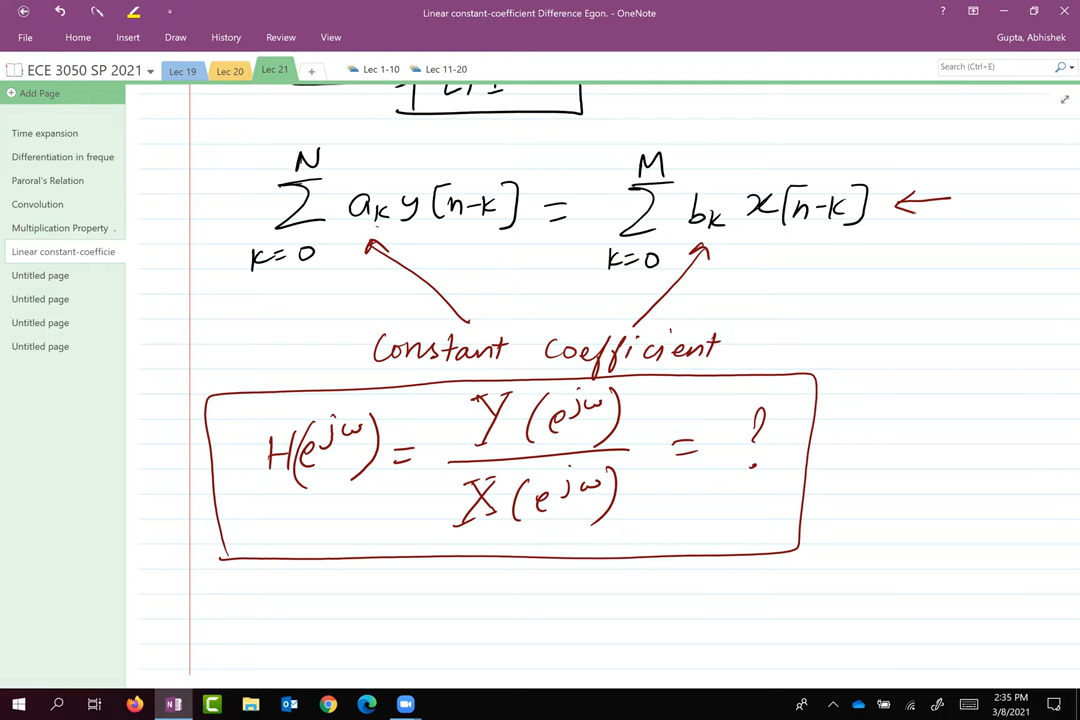 Linear constant-coefficient Difference Eqon. - OneNote
?
File Home Insert Draw History Review View
Gupta, Abhishek
ECE 3050 SP 2021
Lec 19 Lec 20 Lec 21 + Lec 1-10 Lec 11-20
Search (Ctrl+E)
Add Page
Time expansion
Differentiation in freque
Paroral's Relation
Convolution
Multiplication Property .
Linear constant-coefficie
Untitled page
Untitled page
Untitled page
Untitled page
N M
∑ aₖ y[n-k] = ∑ bₖ x[n-k] ←
k=0 k=0
Constant Coefficient
H(e^{jω}) = Y(e^{jω}) / X(e^{jω}) = ?
2:35 PM
3/8/2021